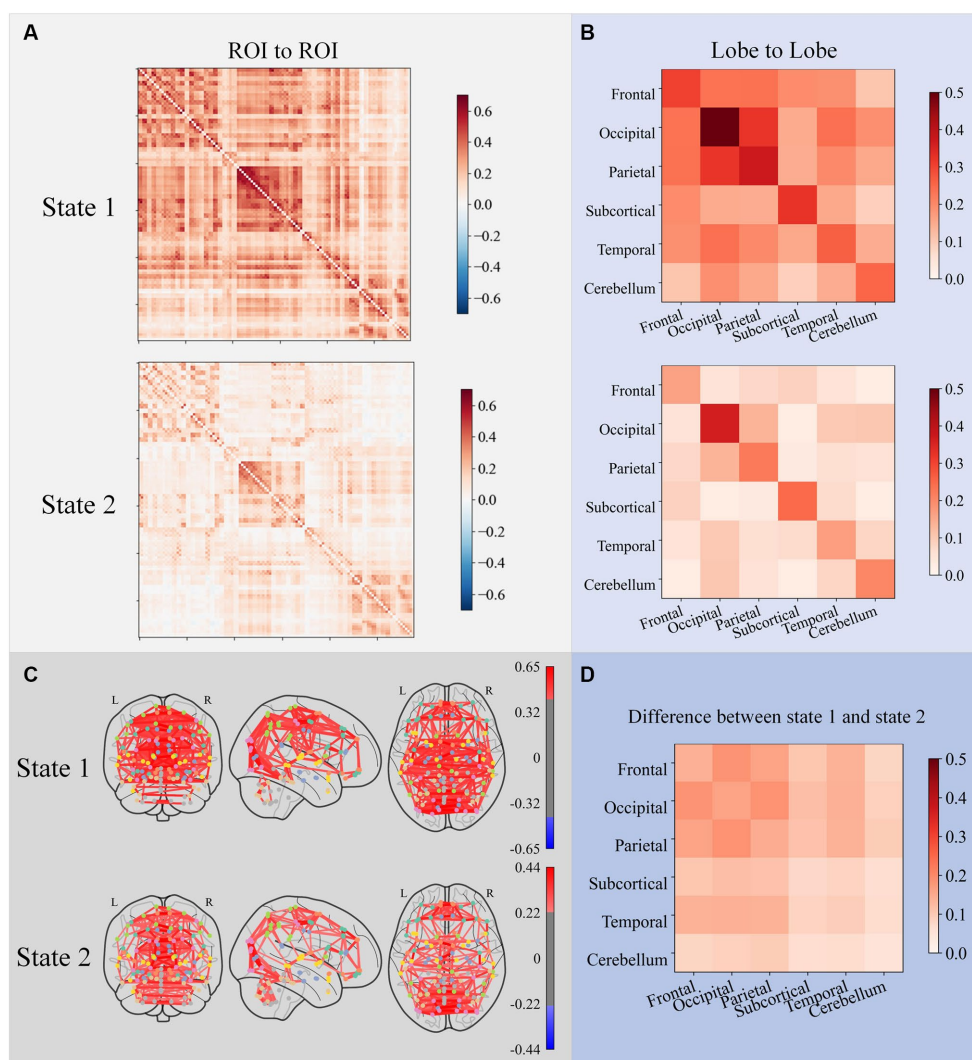 A
ROI to ROI
State 1
0.6
0.4
0.2
0.0
−0.2
−0.4
−0.6
State 2
0.6
0.4
0.2
0.0
−0.2
−0.4
−0.6
B
Lobe to Lobe
Frontal
Occipital
Parietal
Subcortical
Temporal
Cerebellum
Frontal
Occipital
Parietal
Subcortical
Temporal
Cerebellum
0.5
0.4
0.3
0.2
0.1
0.0
Frontal
Occipital
Parietal
Subcortical
Temporal
Cerebellum
Frontal
Occipital
Parietal
Subcortical
Temporal
Cerebellum
0.5
0.4
0.3
0.2
0.1
0.0
C
State 1
L R
L R
0.65
0.32
0
-0.32
-0.65
State 2
L R
L R
0.44
0.22
0
-0.22
-0.44
D
Difference between state 1 and state 2
Frontal
Occipital
Parietal
Subcortical
Temporal
Cerebellum
Frontal
Occipital
Parietal
Subcortical
Temporal
Cerebellum
0.5
0.4
0.3
0.2
0.1
0.0